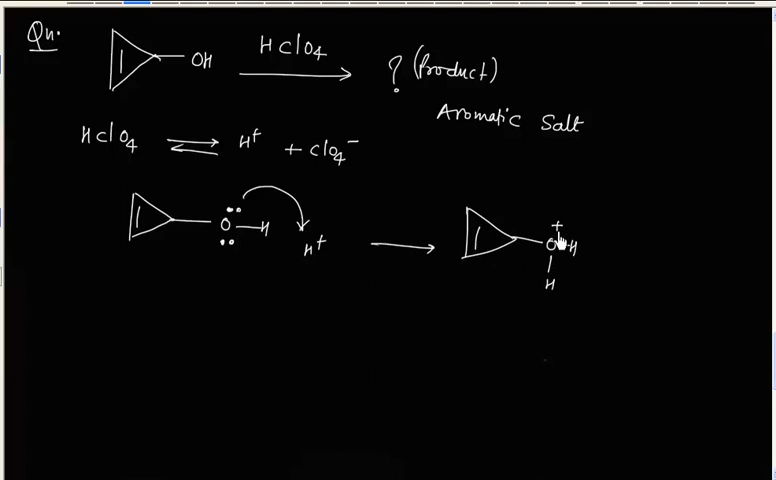 Qn.
OH HClO4 ? (Product)
Aromatic Salt
HClO4 ⇌ H+ + ClO4−
O H H+ → O+ H
H